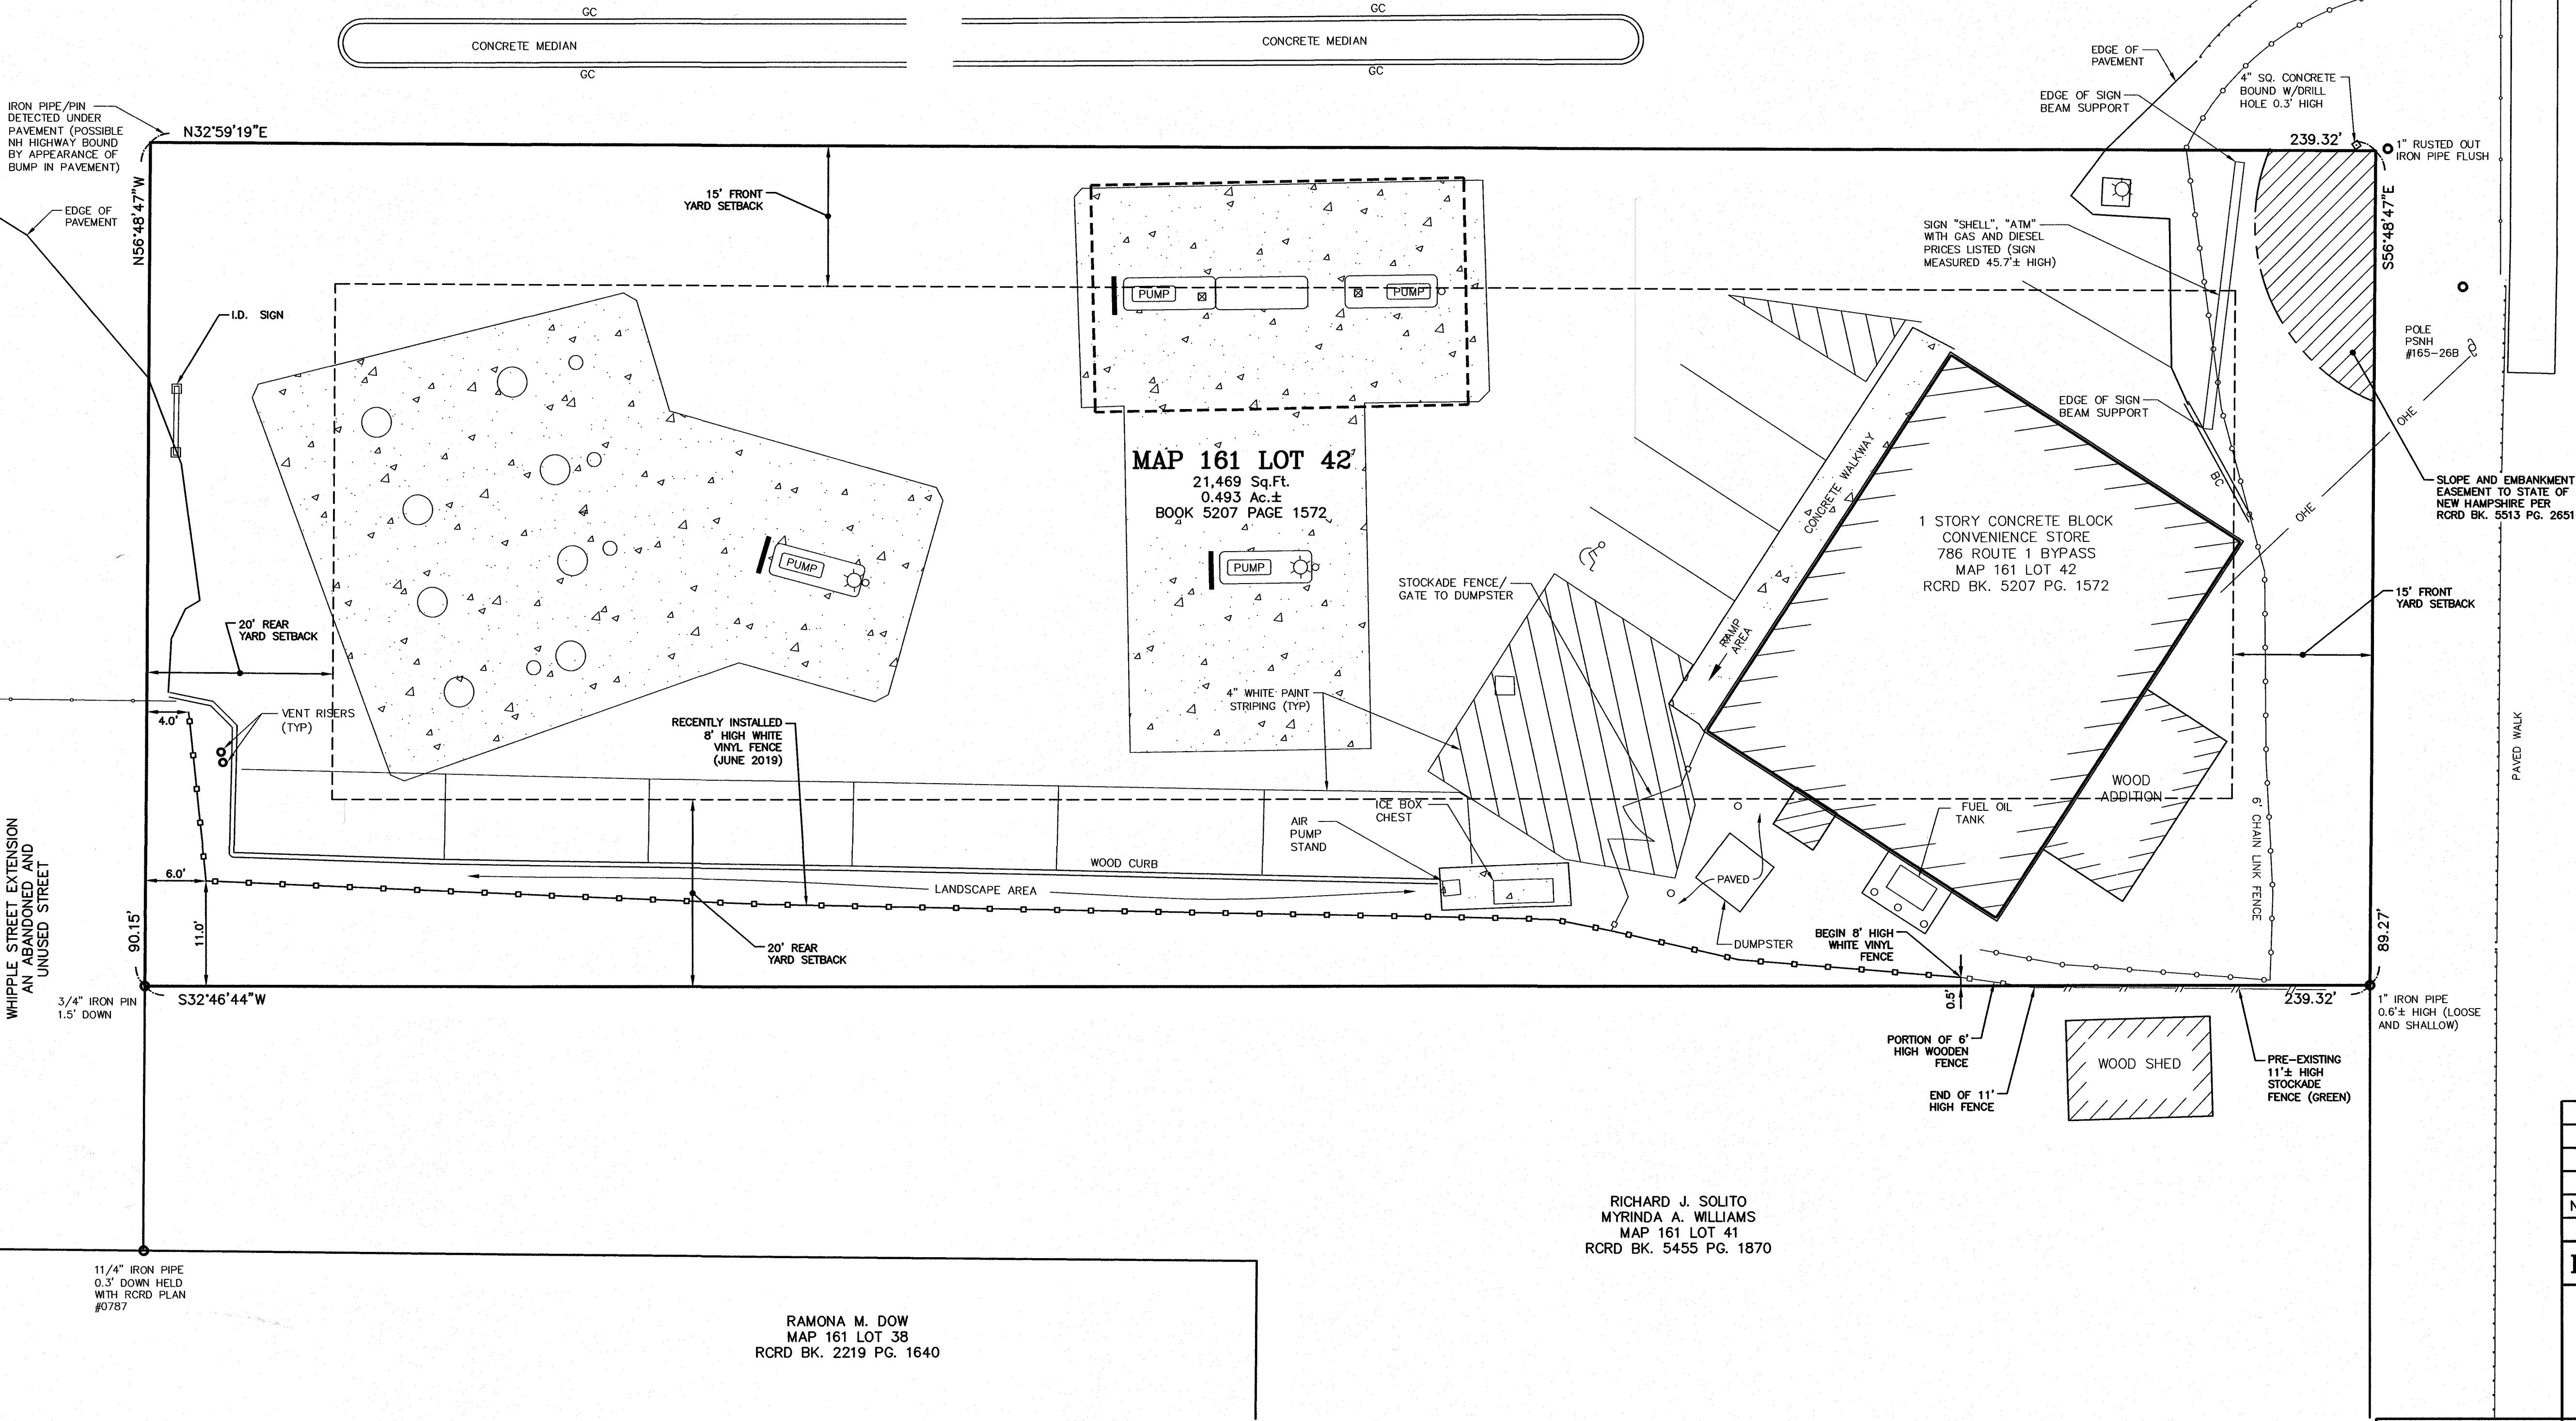 GC
GC
CONCRETE MEDIAN
CONCRETE MEDIAN
GC
GC
EDGE OF
PAVEMENT
4" SQ. CONCRETE
BOUND W/DRILL
HOLE 0.3' HIGH
EDGE OF SIGN
BEAM SUPPORT
IRON PIPE/PIN
DETECTED UNDER
PAVEMENT (POSSIBLE
NH HIGHWAY BOUND
BY APPEARANCE OF
BUMP IN PAVEMENT)
N32°59'19"E
239.32'
1" RUSTED OUT
IRON PIPE FLUSH
N56°48'47"W
S56°48'47"E
EDGE OF
PAVEMENT
15' FRONT
YARD SETBACK
SIGN "SHELL", "ATM"
WITH GAS AND DIESEL
PRICES LISTED (SIGN
MEASURED 45.7'± HIGH)
PUMP
PUMP
I.D. SIGN
POLE
PSNH
#165-26B
OHE
EDGE OF SIGN
BEAM SUPPORT
BC
OHE
SLOPE AND EMBANKMENT
EASEMENT TO STATE OF
NEW HAMPSHIRE PER
RCRD BK. 5513 PG. 2651
MAP 161 LOT 42
21,469 Sq.Ft.
0.493 Ac.±
BOOK 5207 PAGE 1572
CONCRETE WALKWAY
1 STORY CONCRETE BLOCK
CONVENIENCE STORE
786 ROUTE 1 BYPASS
MAP 161 LOT 42
RCRD BK. 5207 PG. 1572
PUMP
PUMP
STOCKADE FENCE/
GATE TO DUMPSTER
15' FRONT
YARD SETBACK
20' REAR
YARD SETBACK
RAMP
AREA
4" WHITE PAINT
STRIPING (TYP)
4.0'
VENT RISERS
(TYP)
RECENTLY INSTALLED
8' HIGH WHITE
VINYL FENCE
(JUNE 2019)
PAVED WALK
WOOD
ADDITION
ICE BOX
CHEST
FUEL OIL
TANK
AIR
PUMP
STAND
6' CHAIN LINK FENCE
WOOD CURB
6.0'
LANDSCAPE AREA
PAVED
WHIPPLE STREET EXTENSION
AN ABANDONED AND
UNUSED STREET
90.15'
11.0'
20' REAR
YARD SETBACK
DUMPSTER
BEGIN 8' HIGH
WHITE VINYL
FENCE
89.27'
3/4" IRON PIN
1.5' DOWN
S32°46'44"W
0.5'
239.32'
1" IRON PIPE
0.6'± HIGH (LOOSE
AND SHALLOW)
PORTION OF 6'
HIGH WOODEN
FENCE
WOOD SHED
PRE-EXISTING
11'± HIGH
STOCKADE
FENCE (GREEN)
END OF 11'
HIGH FENCE
RICHARD J. SOLITO
MYRINDA A. WILLIAMS
MAP 161 LOT 41
RCRD BK. 5455 PG. 1870
11/4" IRON PIPE
0.3' DOWN HELD
WITH RCRD PLAN
#0787
RAMONA M. DOW
MAP 161 LOT 38
RCRD BK. 2219 PG. 1640